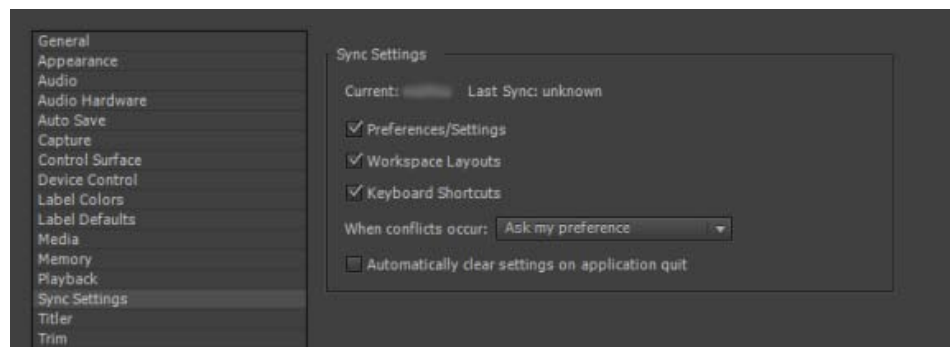 General
Appearance
Audio
Audio Hardware
Auto Save
Capture
Control Surface
Device Control
Label Colors
Label Defaults
Media
Memory
Playback
Sync Settings
Titler
Trim
Sync Settings
Current: Last Sync: unknown
Preferences/Settings
Workspace Layouts
Keyboard Shortcuts
When conflicts occur: Ask my preference
Automatically clear settings on application quit